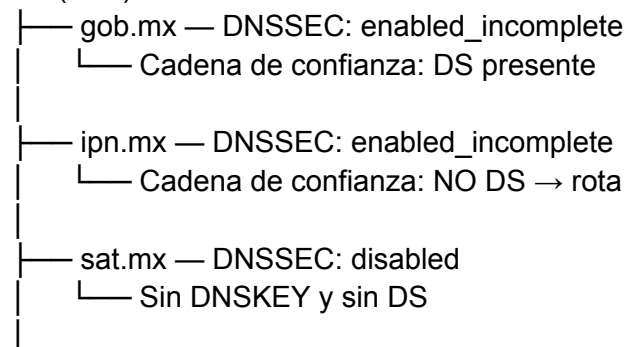 ├── gob.mx — DNSSEC: enabled_incomplete
│ └── Cadena de confianza: DS presente
│
├── ipn.mx — DNSSEC: enabled_incomplete
│ └── Cadena de confianza: NO DS → rota
│
├── sat.mx — DNSSEC: disabled
│ └── Sin DNSKEY y sin DS
│